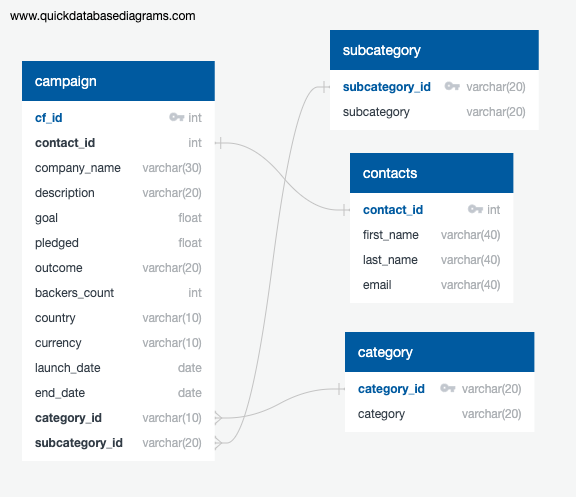 www.quickdatabasediagrams.com
campaign
cf_id int
contact_id int
company_name varchar(30)
description varchar(20)
goal float
pledged float
outcome varchar(20)
backers_count int
country varchar(10)
currency varchar(10)
launch_date date
end_date date
category_id varchar(10)
subcategory_id varchar(20)
subcategory
subcategory_id varchar(20)
subcategory varchar(20)
contacts
contact_id int
first_name varchar(40)
last_name varchar(40)
email varchar(40)
category
category_id varchar(20)
category varchar(20)